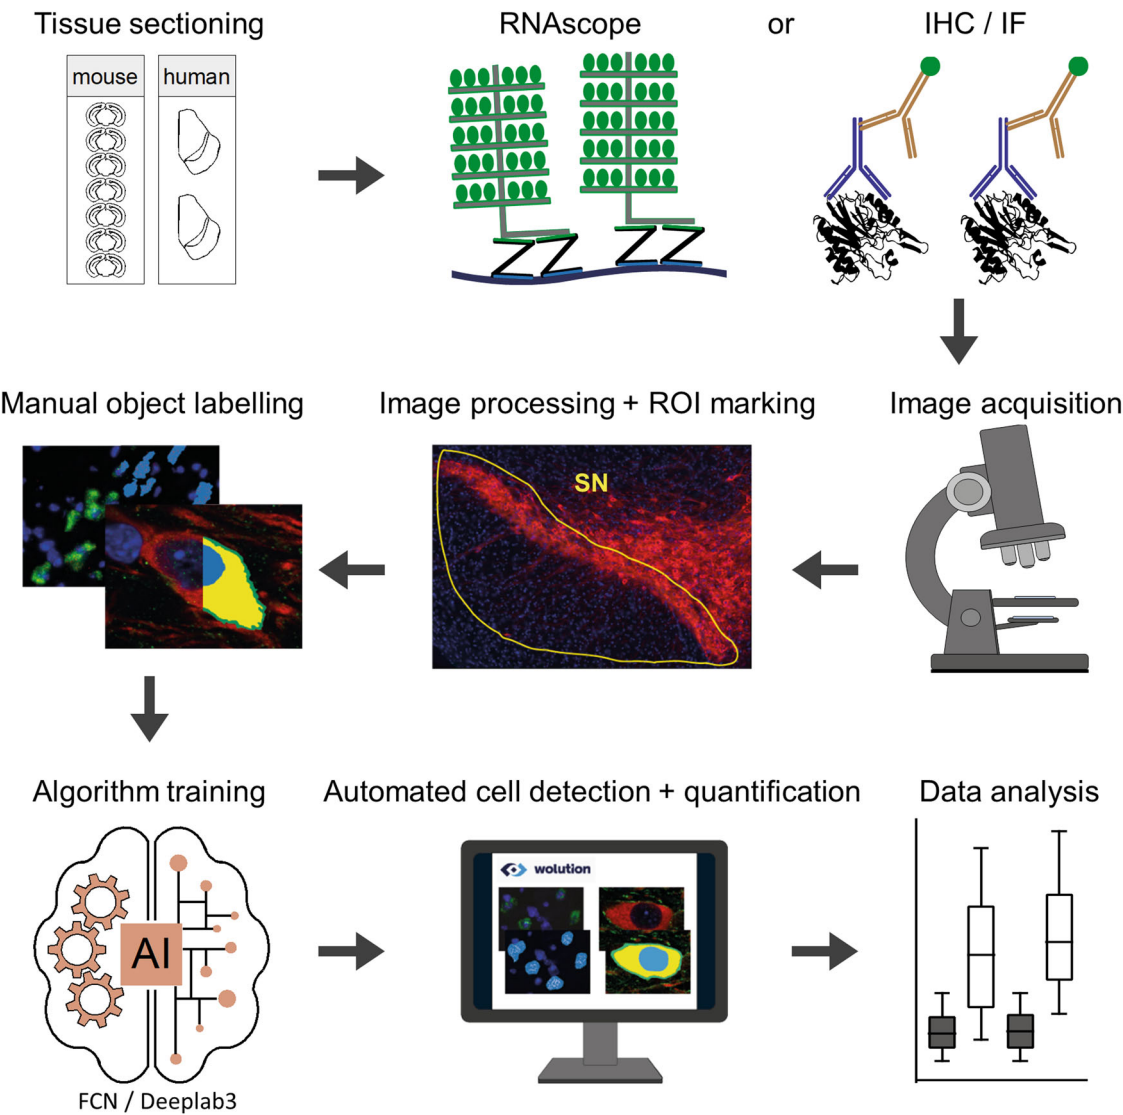 Tissue sectioning
RNAscope
or
IHC / IF
mouse
human
Manual object labelling
Image processing + ROI marking
Image acquisition
SN
Algorithm training
Automated cell detection + quantification
Data analysis
AI
wolution
FCN / Deeplab3